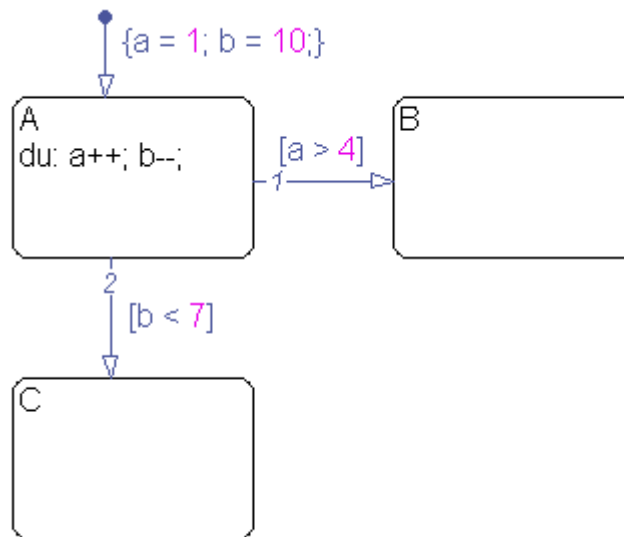 {a = 1; b = 10;}
A
du: a++; b--;
[a > 4]
1
B
2
[b < 7]
C